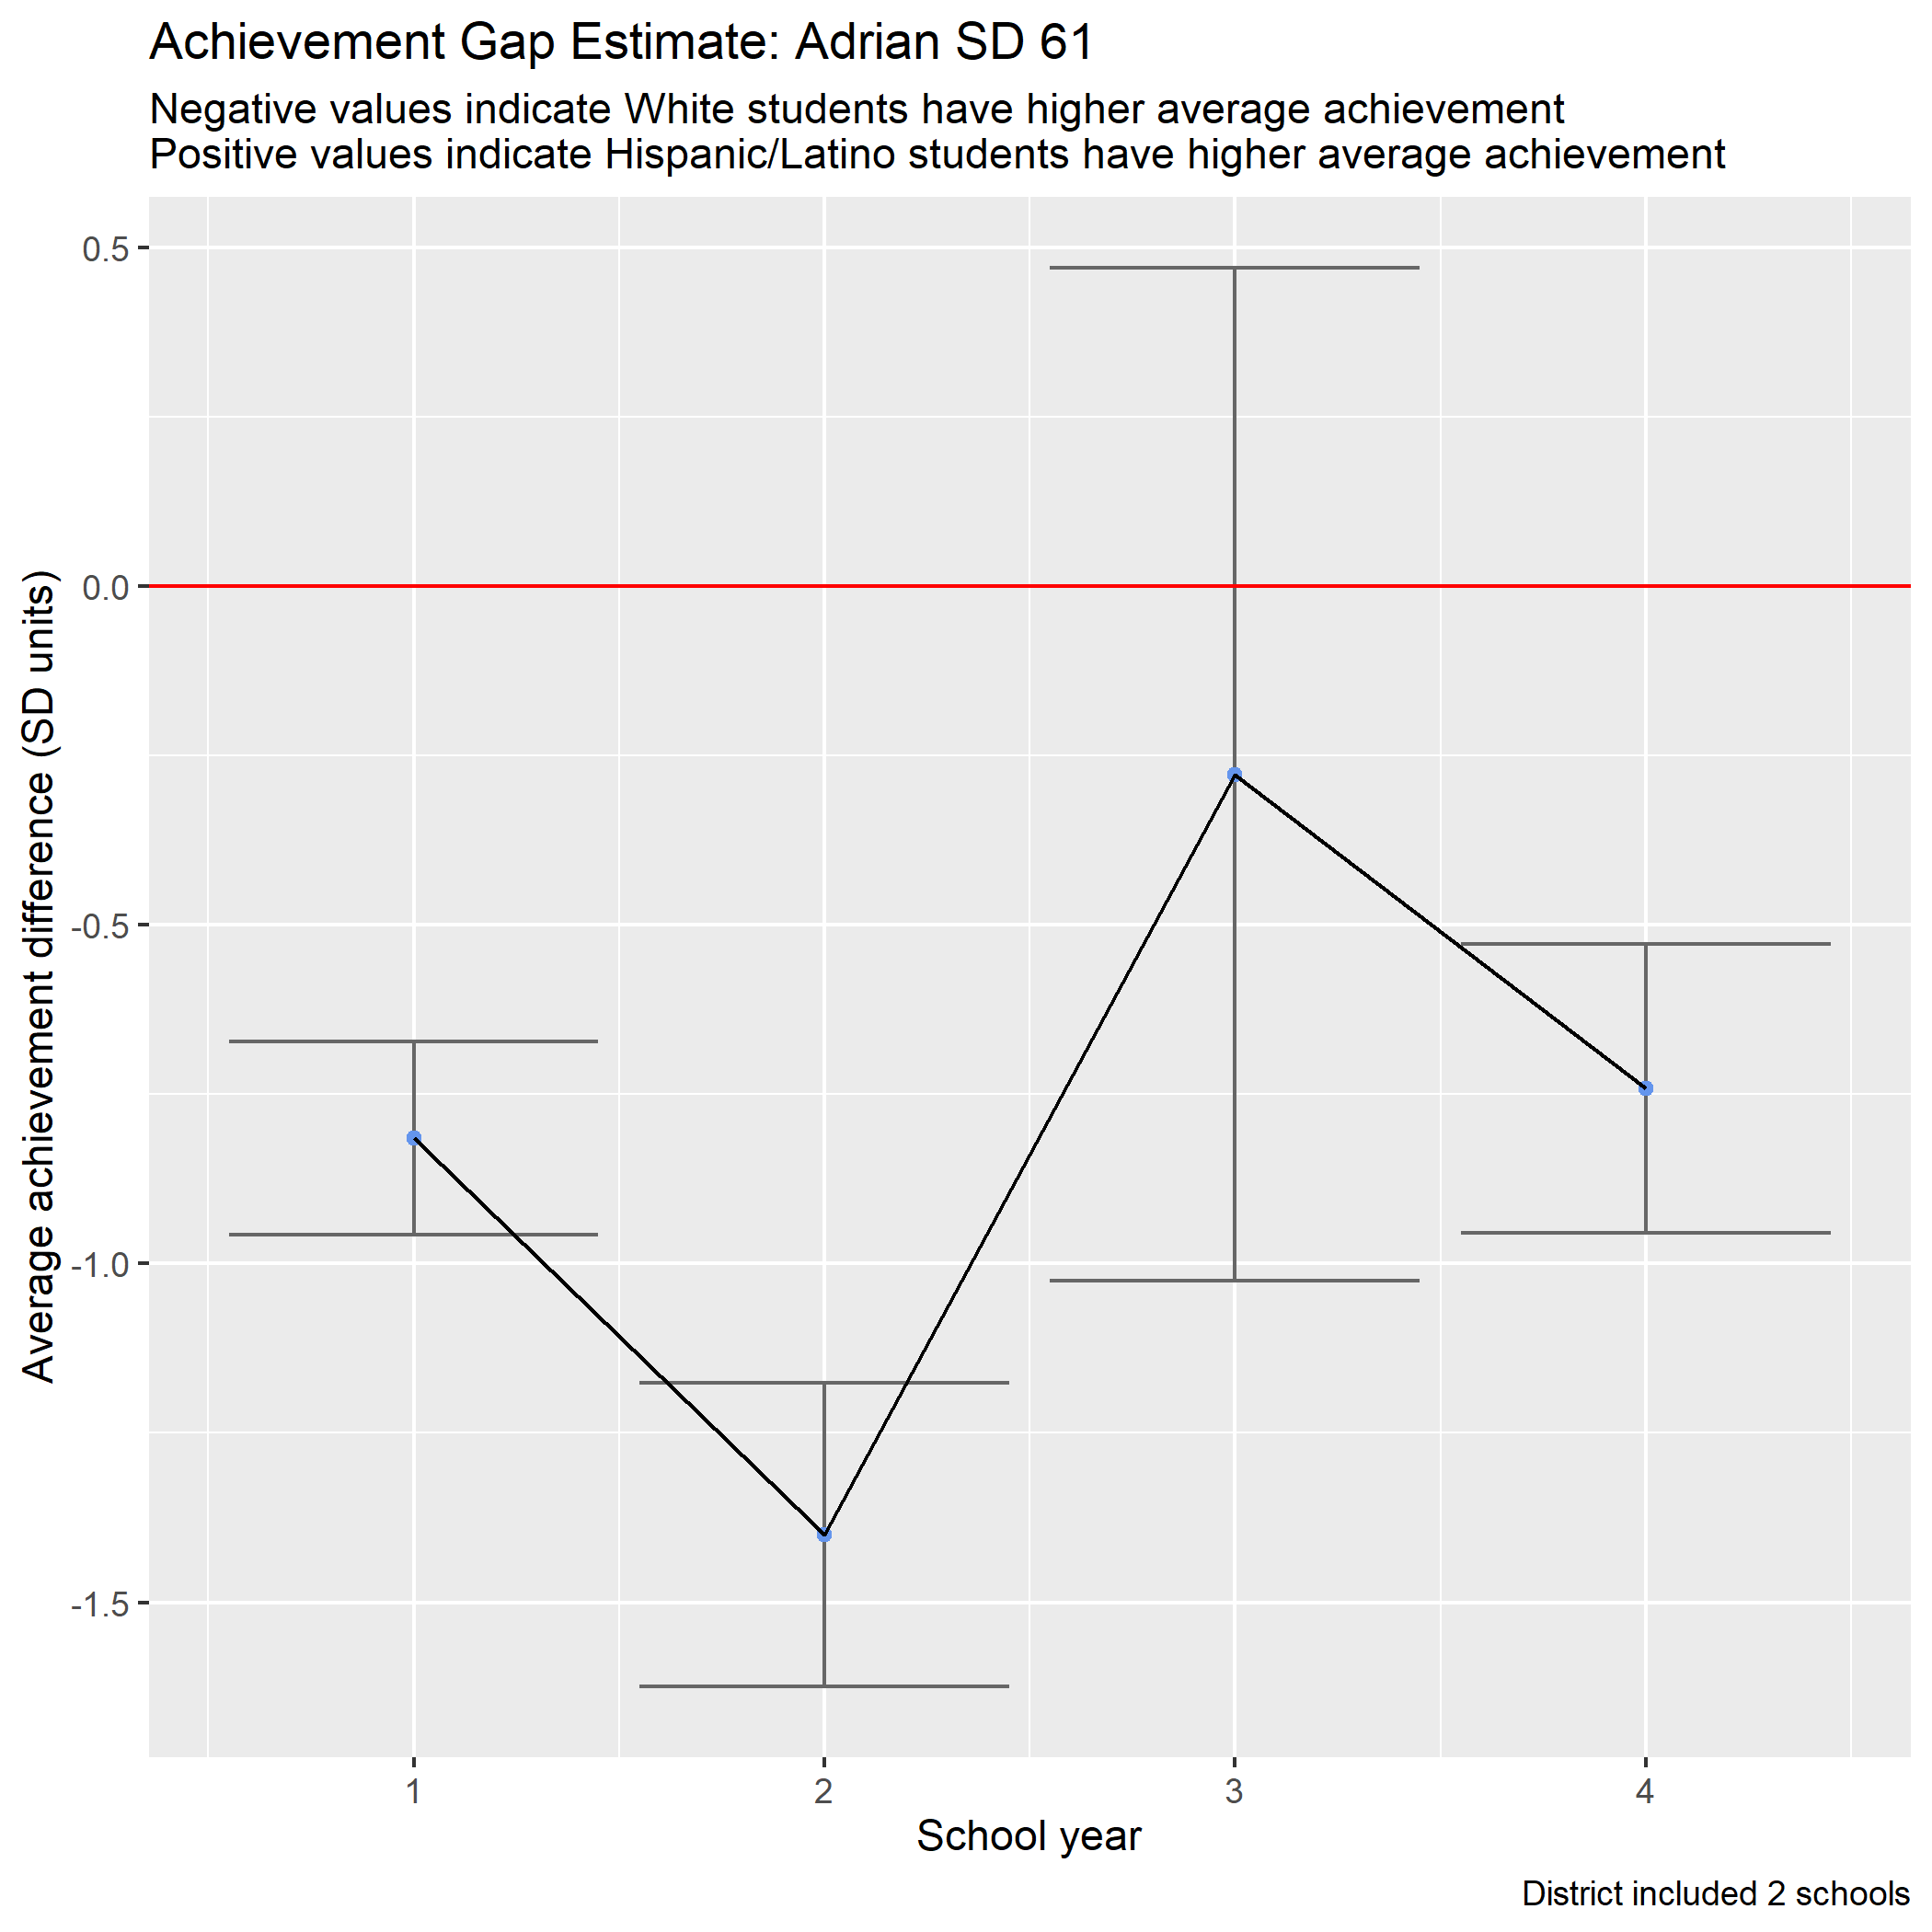 Achievement Gap Estimate: Adrian SD 61
Negative values indicate White students have higher average achievement
Positive values indicate Hispanic/Latino students have higher average achievement
Average achievement difference (SD units)
0.5
0.0
-0.5
-1.0
-1.5
1 2 3 4
School year
District included 2 schools